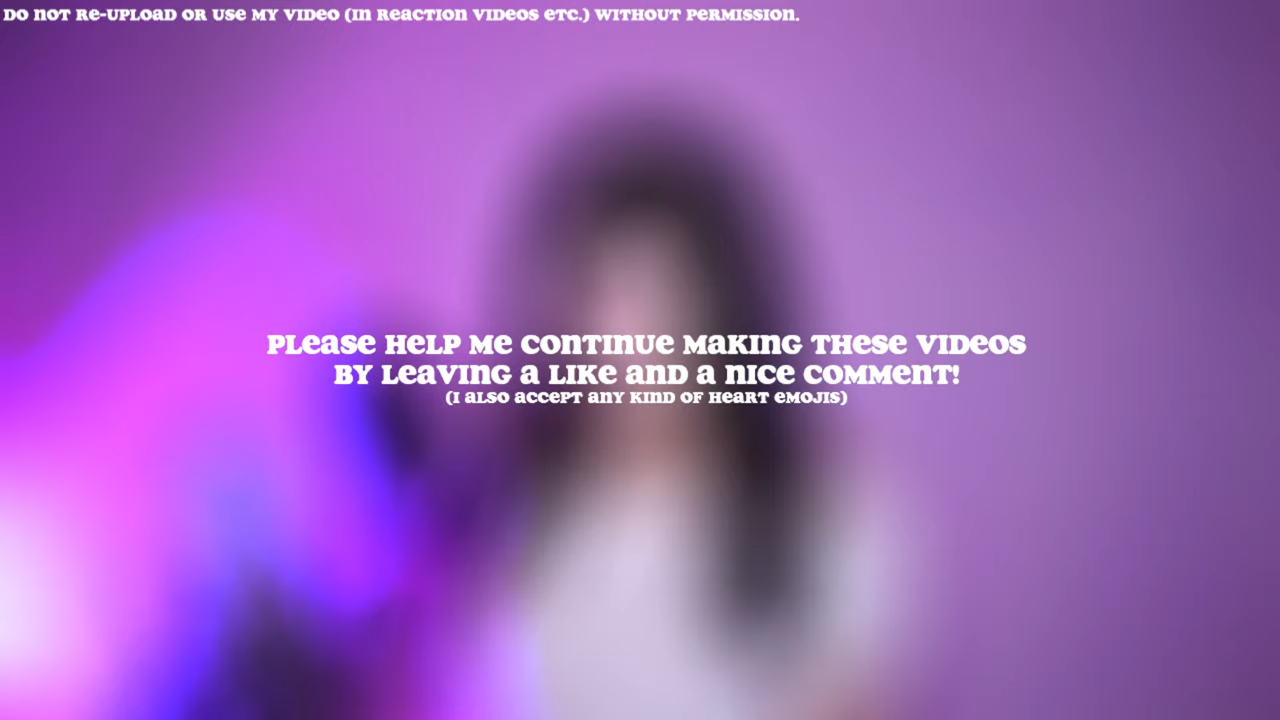 DO NOT RE-UPLOAD OR USE MY VIDEO (IN REACTION VIDEOS ETC.) WITHOUT PERMISSION.
PLEASE HELP ME CONTINUE MAKING THESE VIDEOS
BY LEAVING A LIKE AND A NICE COMMENT!
(I ALSO ACCEPT ANY KIND OF HEART EMOJIS)